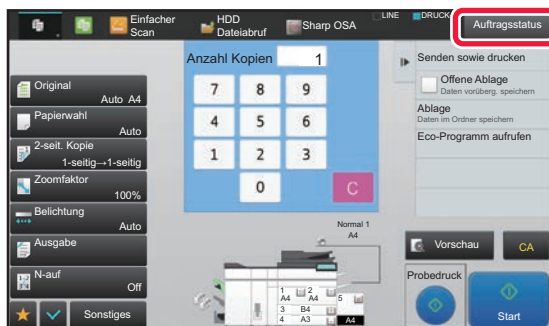 Einfacher
Scan
HDD
Dateiabruf
Sharp OSA
LINE
DRUCK
Auftragsstatus
Anzahl Kopien 1
Original
Auto A4
Papierwahl
Auto
2-seit. Kopie
1-seitig→1-seitig
Zoomfaktor
100%
Belichtung
Auto
Ausgabe
N-auf
Off
Sonstiges
7 8 9
4 5 6
1 2 3
0 C
Normal 1
A4
1 2
A4 A4 5
3 B4
4 A3 A4
Senden sowie drucken
Offene Ablage
Daten vorüberg. speichern
Ablage
Daten im Ordner speichern
Eco-Programm aufrufen
Vorschau
CA
Probedruck
Start